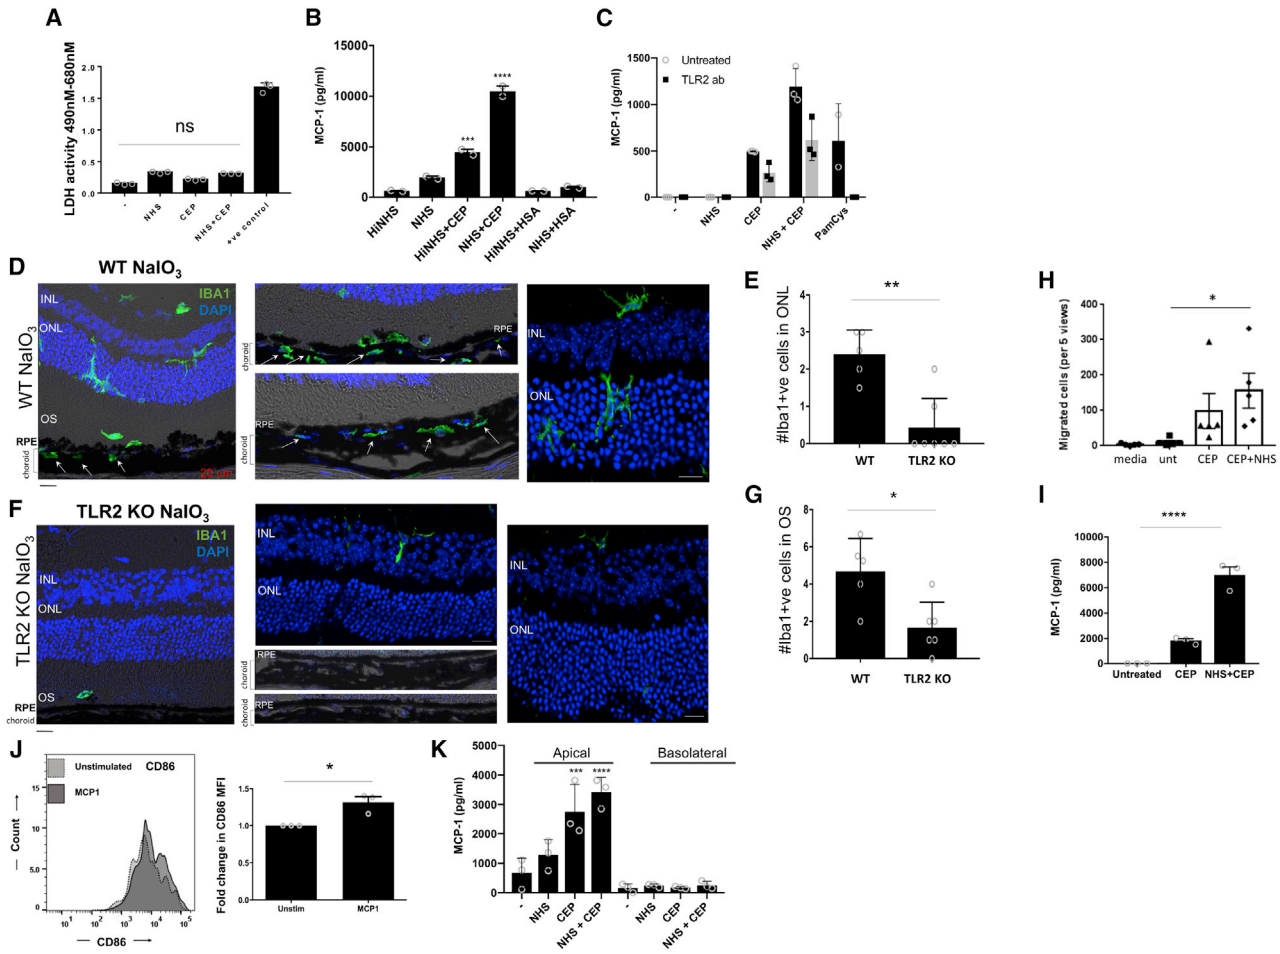 A
LDH activity 490nM-680nM
2.0
1.5
1.0
0.5
0.0
ns
-
NHS
CEP
NHS+CEP
+ve control
B
MCP-1 (pg/ml)
15000
10000
5000
0
***
****
HiNHS
NHS
HiNHS+CEP
NHS+CEP
HiNHS+HSA
NHS+HSA
C
MCP-1 (pg/ml)
1500
1000
500
0
Untreated
TLR2 ab
-
NHS
CEP
NHS + CEP
PamCys
D
WT NaIO3
WT NaIO3
IBA1
DAPI
INL
ONL
OS
RPE
choroid
20 µm
RPE
choroid
RPE
choroid
INL
ONL
E
#Iba1+ve cells in ONL
4
3
2
1
0
**
WT
TLR2 KO
F
TLR2 KO NaIO3
TLR2 KO NaIO3
IBA1
DAPI
INL
ONL
OS
RPE
choroid
INL
ONL
RPE
choroid
RPE
choroid
INL
ONL
G
#Iba1+ve cells in OS
8
6
4
2
0
*
WT
TLR2 KO
H
Migrated cells (per 5 views)
400
300
200
100
0
*
media
unt
CEP
CEP+NHS
I
MCP-1 (pg/ml)
10000
8000
6000
4000
2000
0
****
Untreated
CEP
NHS+CEP
J
Unstimulated
CD86
MCP1
Count
15
10
5.0
0
10^1
10^2
10^3
10^4
10^5
CD86
Fold change in CD86 MFI
1.5
1.0
0.5
0.0
*
Unstim
MCP1
K
MCP-1 (pg/ml)
5000
4000
3000
2000
1000
0
Apical
Basolateral
***
****
-
NHS
CEP
NHS + CEP
-
NHS
CEP
NHS + CEP